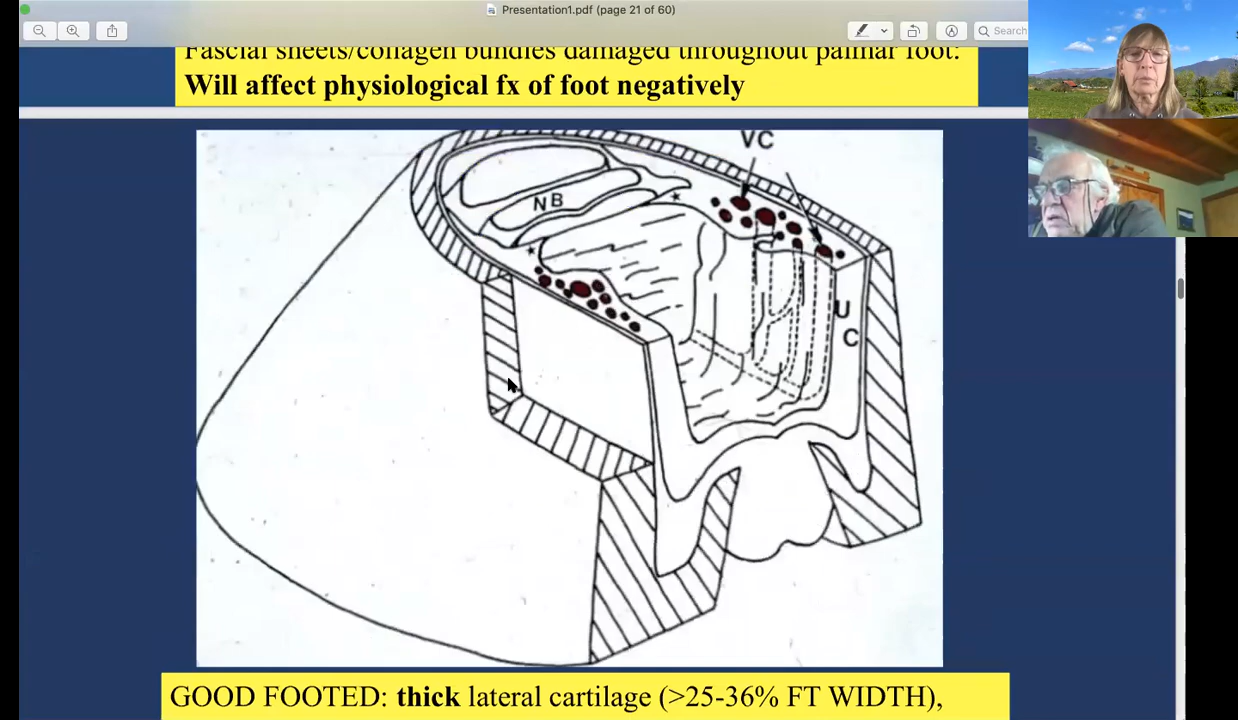 Presentation1.pdf (page 21 of 60)
Search
Fascial sheets/collagen bundles damaged throughout palmar foot:
Will affect physiological fx of foot negatively
VC
NB
U
C
GOOD FOOTED: thick lateral cartilage (>25-36% FT WIDTH),